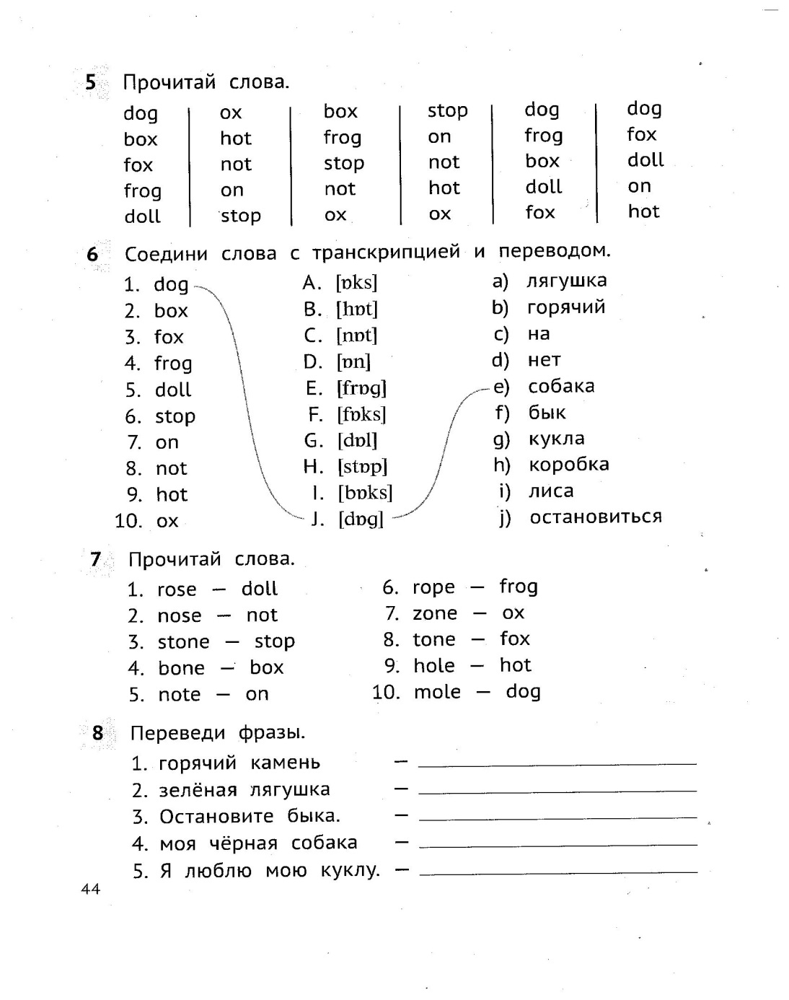 5 Прочитай слова.
dog ox box stop dog dog
box hot frog on frog fox
fox not stop not box doll
frog on not hot doll on
doll stop ox ox fox hot
6 Соедини слова с транскрипцией и переводом.
1. dog A. [ɒks] a) лягушка
2. box B. [hɒt] b) горячий
3. fox C. [nɒt] c) на
4. frog D. [ɒn] d) нет
5. doll E. [frɒg] e) собака
6. stop F. [fɒks] f) бык
7. on G. [dɒl] g) кукла
8. not H. [stɒp] h) коробка
9. hot I. [bɒks] i) лиса
10. ox J. [dɒg] j) остановиться
7 Прочитай слова.
1. rose — doll 6. rope — frog
2. nose — not 7. zone — ox
3. stone — stop 8. tone — fox
4. bone — box 9. hole — hot
5. note — on 10. mole — dog
8 Переведи фразы.
1. горячий камень —
2. зелёная лягушка —
3. Остановите быка. —
4. моя чёрная собака —
5. Я люблю мою куклу. —
44